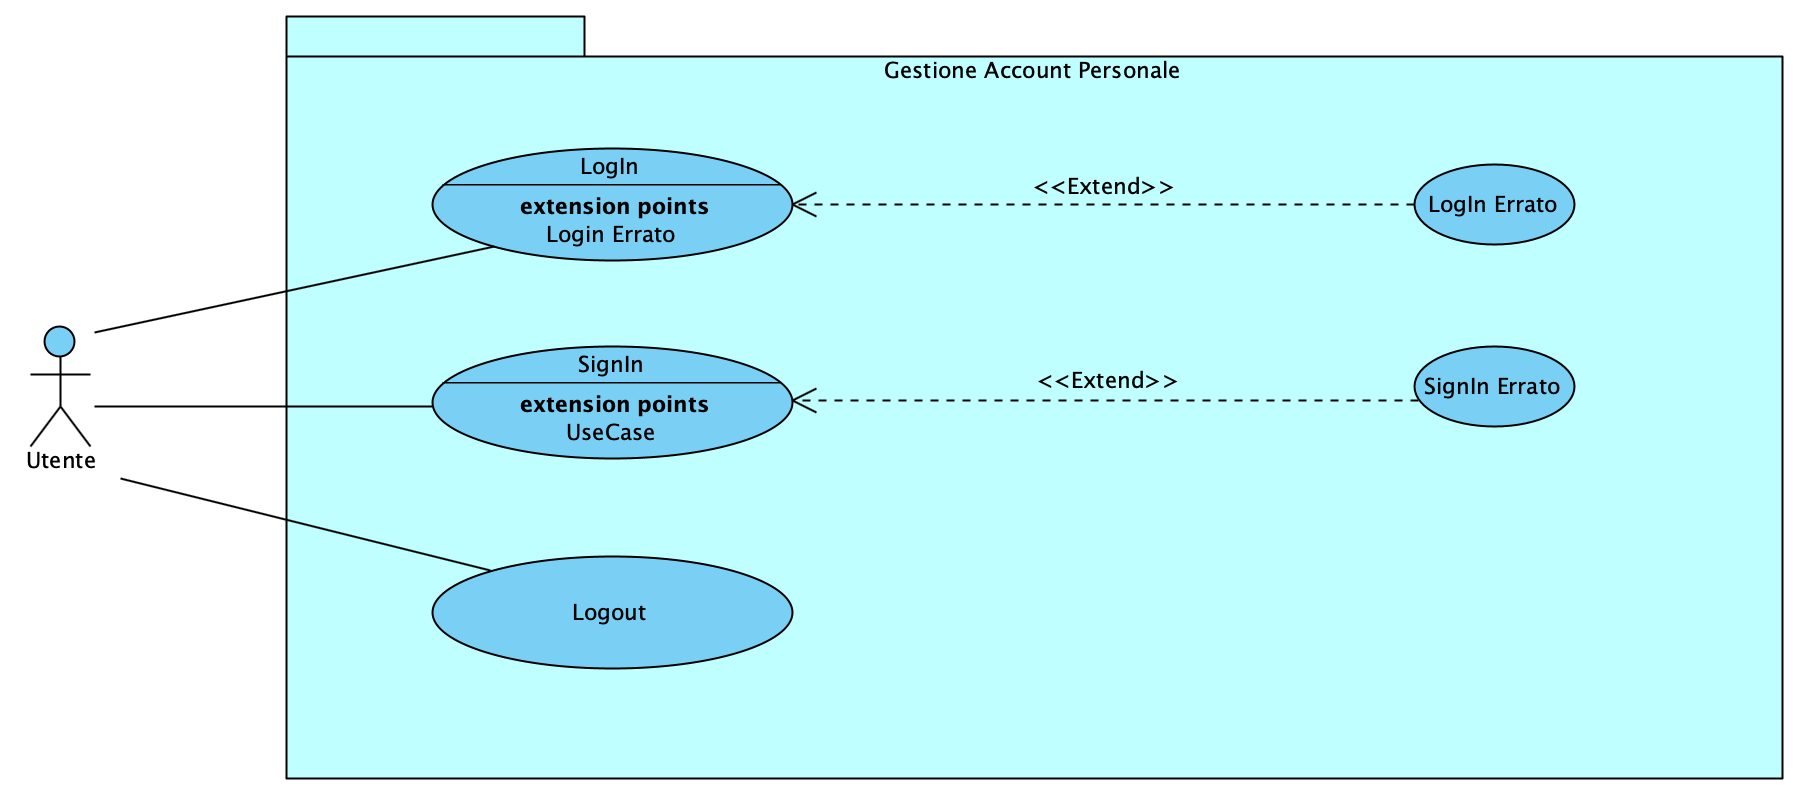 Gestione Account Personale
LogIn
extension points
Login Errato
<<Extend>>
LogIn Errato
SignIn
extension points
UseCase
<<Extend>>
SignIn Errato
Utente
Logout